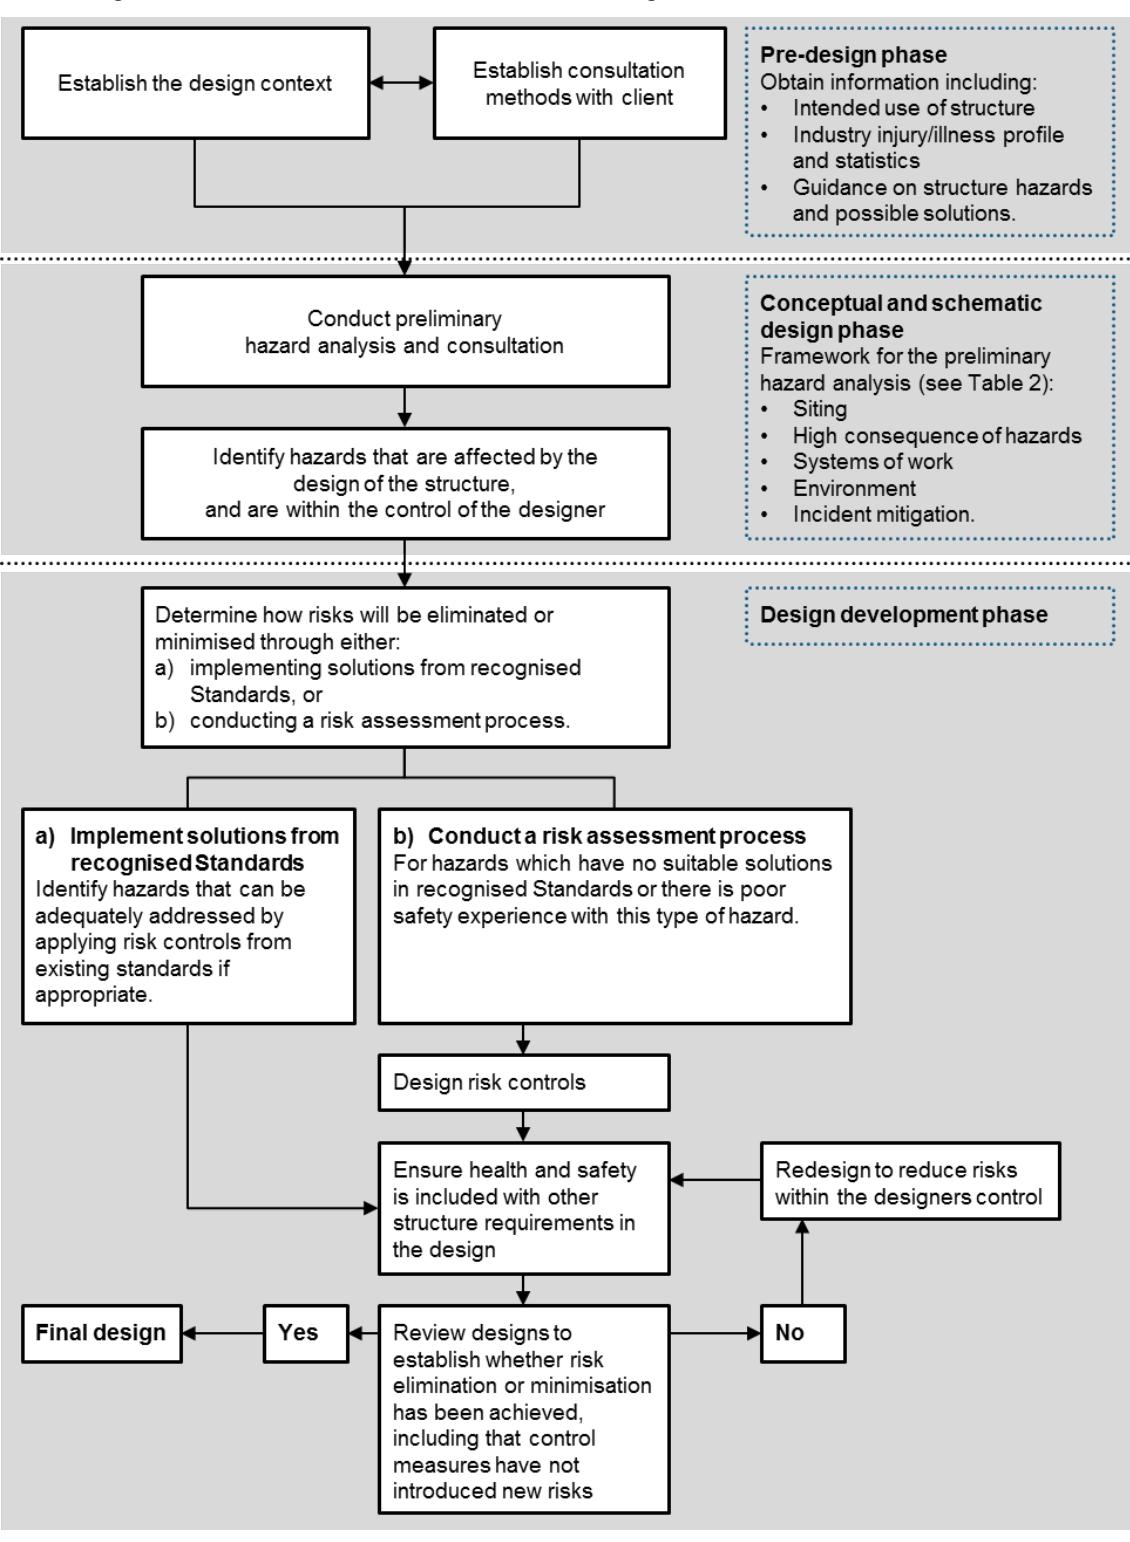 Establish the design context
Establish consultation
methods with client
Pre-design phase
Obtain information including:
• Intended use of structure
• Industry injury/illness profile
and statistics
• Guidance on structure hazards
and possible solutions.
Conduct preliminary
hazard analysis and consultation
Identify hazards that are affected by the
design of the structure,
and are within the control of the designer
Conceptual and schematic
design phase
Framework for the preliminary
hazard analysis (see Table 2):
• Siting
• High consequence of hazards
• Systems of work
• Environment
• Incident mitigation.
Determine how risks will be eliminated or
minimised through either:
a) implementing solutions from recognised
Standards, or
b) conducting a risk assessment process.
Design development phase
a) Implement solutions from
recognised Standards
Identify hazards that can be
adequately addressed by
applying risk controls from
existing standards if
appropriate.
b) Conduct a risk assessment process
For hazards which have no suitable solutions
in recognised Standards or there is poor
safety experience with this type of hazard.
Design risk controls
Ensure health and safety
is included with other
structure requirements in
the design
Redesign to reduce risks
within the designers control
Final design
Yes
Review designs to
establish whether risk
elimination or minimisation
has been achieved,
including that control
measures have not
introduced new risks
No